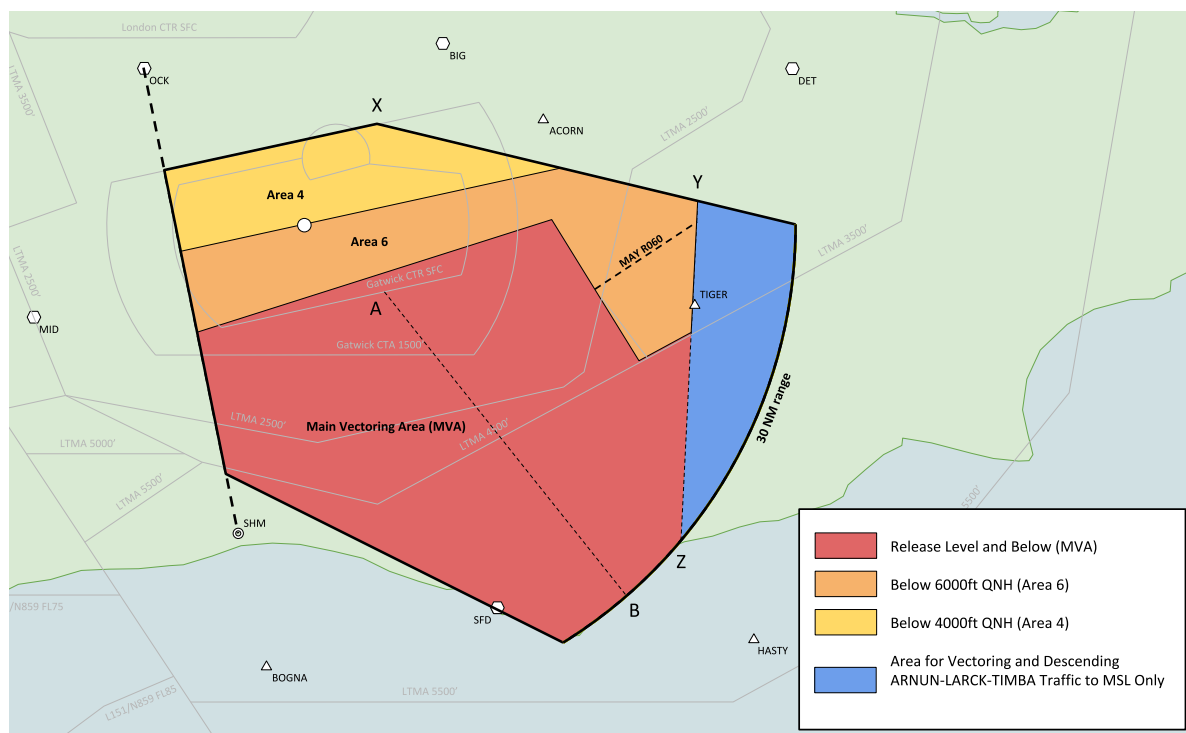 London CTR SFC
BIG
OCK
DET
LTMA 3500'
X
ACORN
LTMA 2500'
Area 4
Y
Area 6
MAY R060
LTMA 3500'
LTMA 2500'
Gatwick CTR SFC
TIGER
A
MID
Gatwick CTA 1500'
30 NM range
LTMA 2500'
Main Vectoring Area (MVA)
LTMA 4500'
LTMA 5000'
LTMA 5500'
5500'
SHM
Z
/N859 FL75
B
SFD
HASTY
BOGNA
L151/N859 FL85
LTMA 5500'
Release Level and Below (MVA)
Below 6000ft QNH (Area 6)
Below 4000ft QNH (Area 4)
Area for Vectoring and Descending
ARNUN-LARCK-TIMBA Traffic to MSL Only